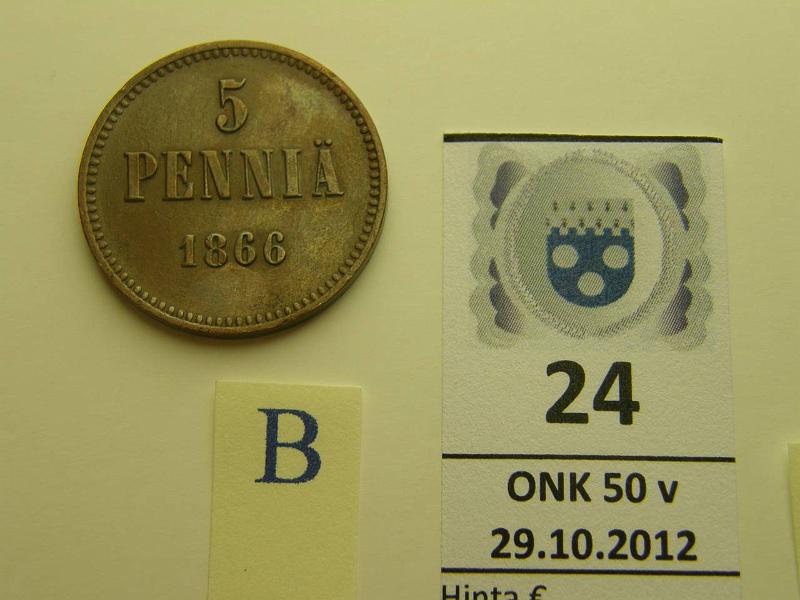 5
PENNIÄ
1866
B
24
ONK 50 v
29.10.2012
Hinta €